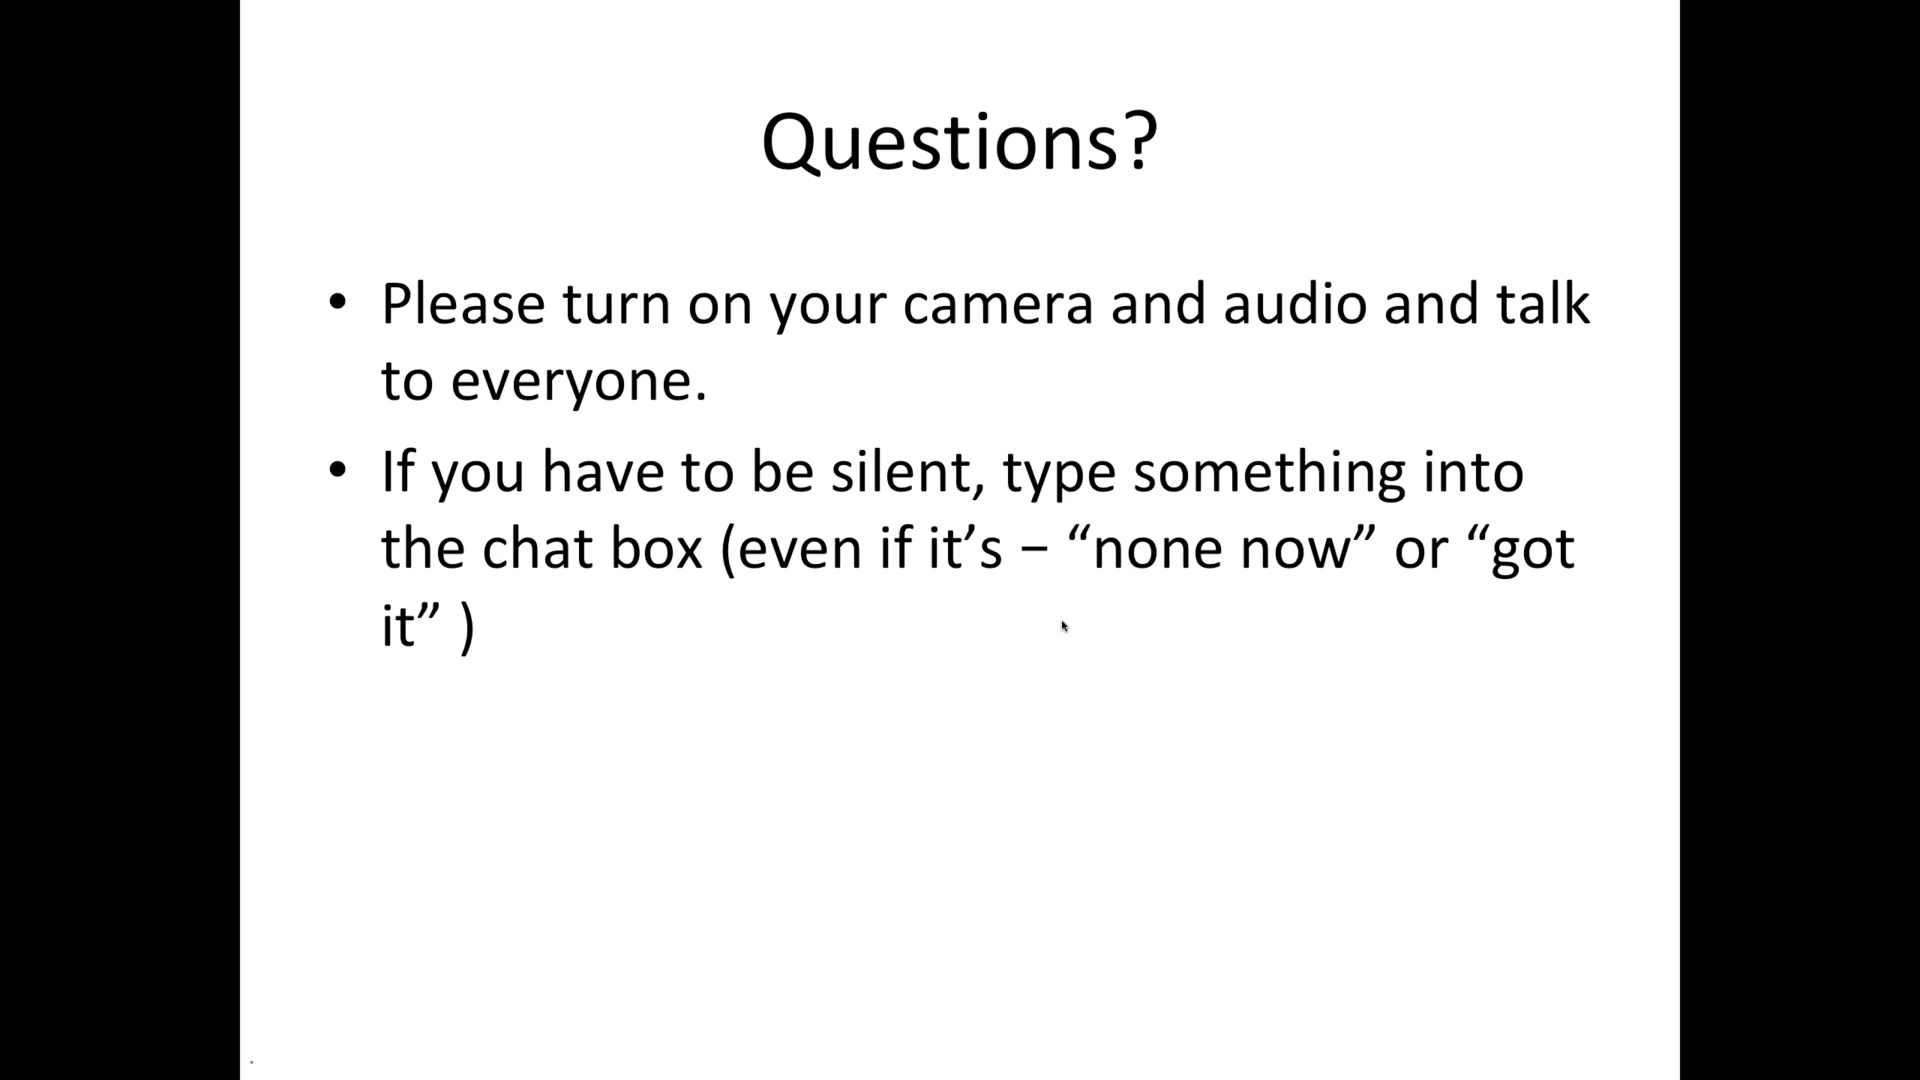 Questions?
• Please turn on your camera and audio and talk
to everyone.
• If you have to be silent, type something into
the chat box (even if it’s – “none now” or “got
it” )